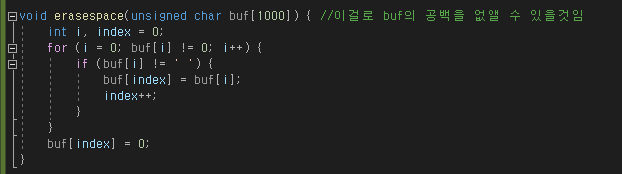 void erasespace(unsigned char buf[1000]) { //이걸로 buf의 공백을 없앨 수 있을것임
    int i, index = 0;
    for (i = 0; buf[i] != 0; i++) {
        if (buf[i] != ' ') {
            buf[index] = buf[i];
            index++;
        }
    }
    buf[index] = 0;
}